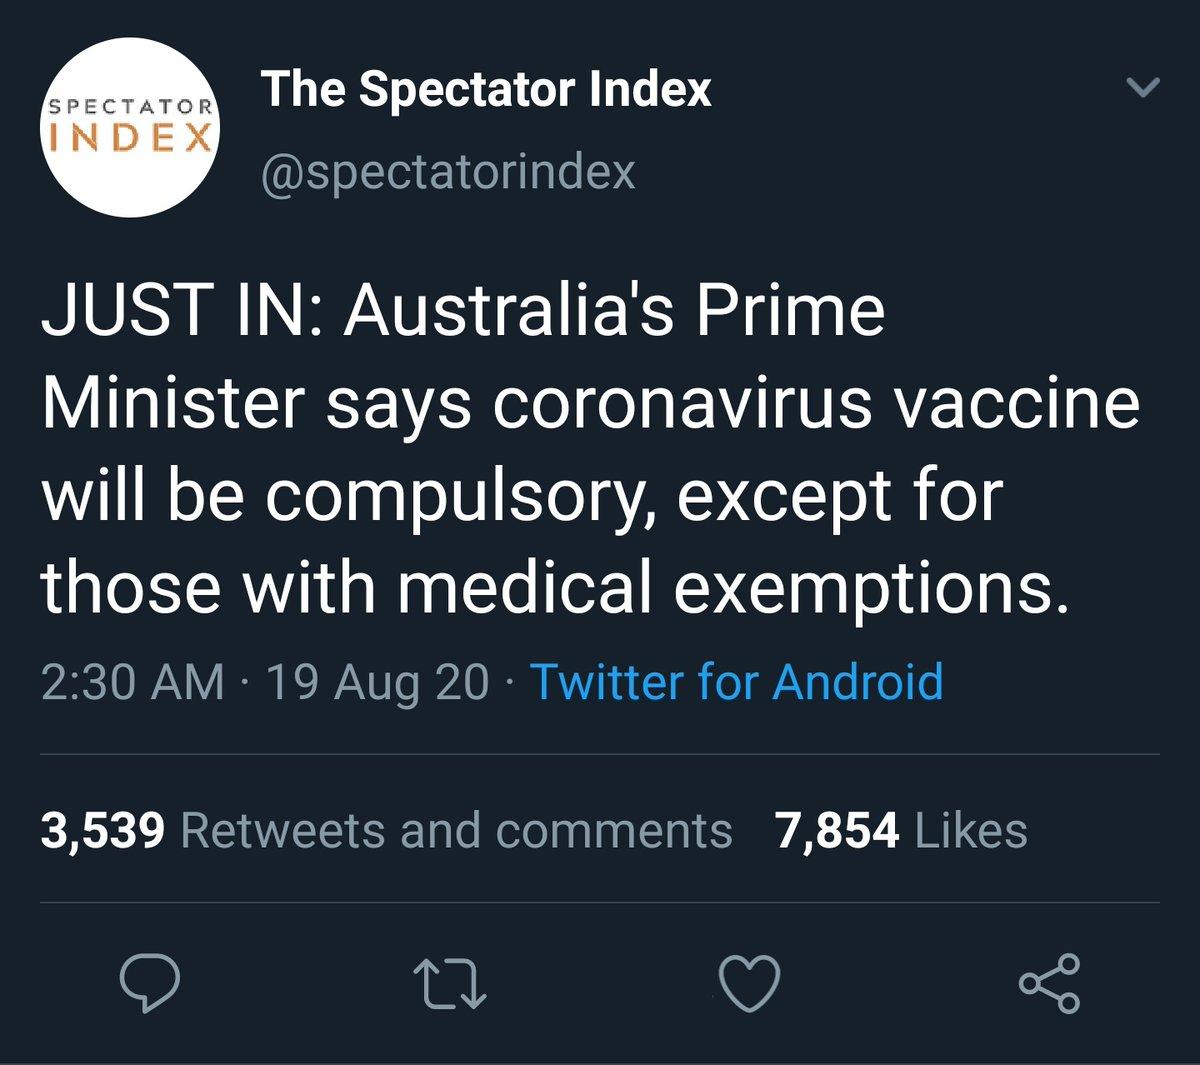 SPECTATOR
INDEX
The Spectator Index
@spectatorindex
JUST IN: Australia's Prime
Minister says coronavirus vaccine
will be compulsory, except for
those with medical exemptions.
2:30 AM · 19 Aug 20 · Twitter for Android
3,539 Retweets and comments 7,854 Likes